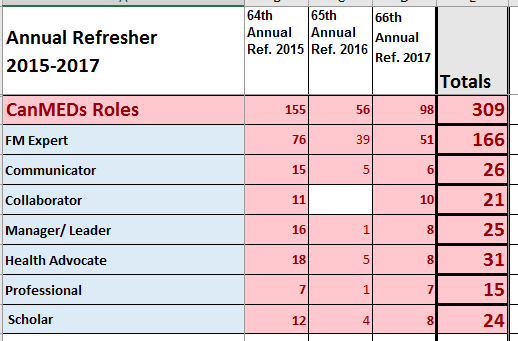 Annual Refresher
2015-2017
64th
Annual
Ref. 2015
65th
Annual
Ref. 2016
66th
Annual
Ref. 2017
Totals
CanMEDs Roles 155 56 98 309
FM Expert 76 39 51 166
Communicator 15 5 6 26
Collaborator 11 10 21
Manager/ Leader 16 1 8 25
Health Advocate 18 5 8 31
Professional 7 1 7 15
Scholar 12 4 8 24